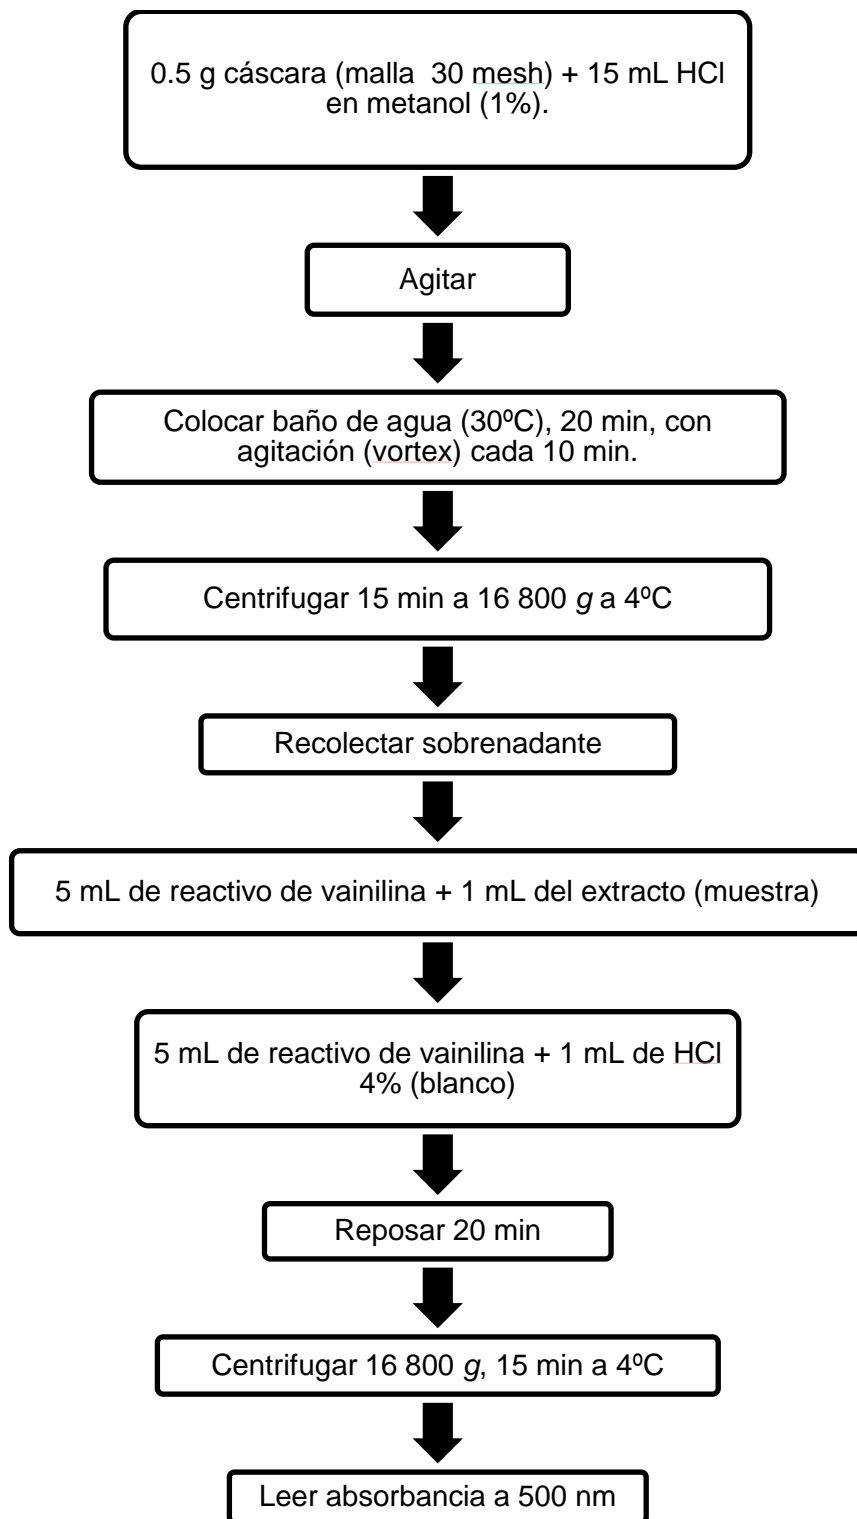 0.5 g cáscara (malla  30 mesh) + 15 mL HCl
en metanol (1%).
Agitar
Colocar baño de agua (30ºC), 20 min, con
agitación (vortex) cada 10 min.
Centrifugar 15 min a 16 800 g a 4ºC
Recolectar sobrenadante
5 mL de reactivo de vainilina + 1 mL del extracto (muestra)
5 mL de reactivo de vainilina + 1 mL de HCl
4% (blanco)
Reposar 20 min
Centrifugar 16 800 g, 15 min a 4ºC
Leer absorbancia a 500 nm